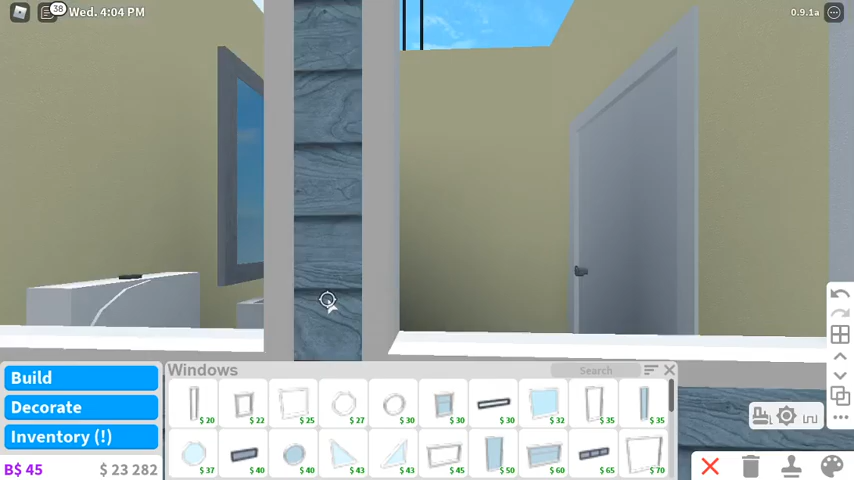 38
Wed. 4:04 PM
0.9.1a
Build
Decorate
Inventory (!)
B$ 45
$ 23 282
Windows
Search
$ 20
$ 22
$ 25
$ 27
$ 30
$ 30
$ 30
$ 32
$ 35
$ 35
$ 37
$ 40
$ 40
$ 43
$ 43
$ 45
$ 50
$ 60
$ 65
$ 70